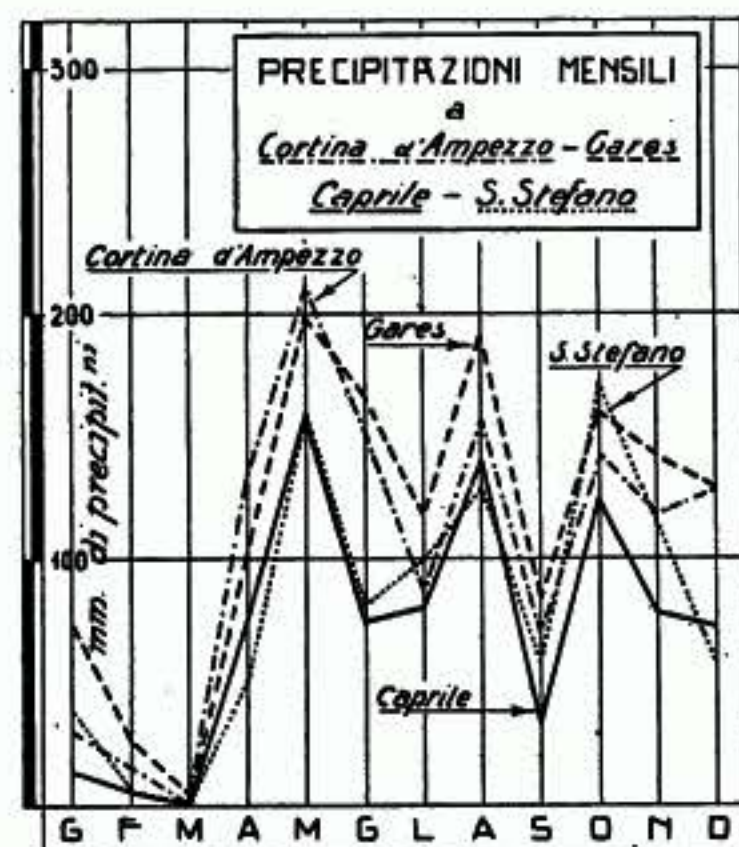 PRECIPITAZIONI MENSILI
a
Cortina d'Ampezzo - Gares
Caprile - S. Stefano
300
200
100
mm. di precipit.ni
Cortina d'Ampezzo
Gares
S. Stefano
Caprile
G F M A M G L A S O N D